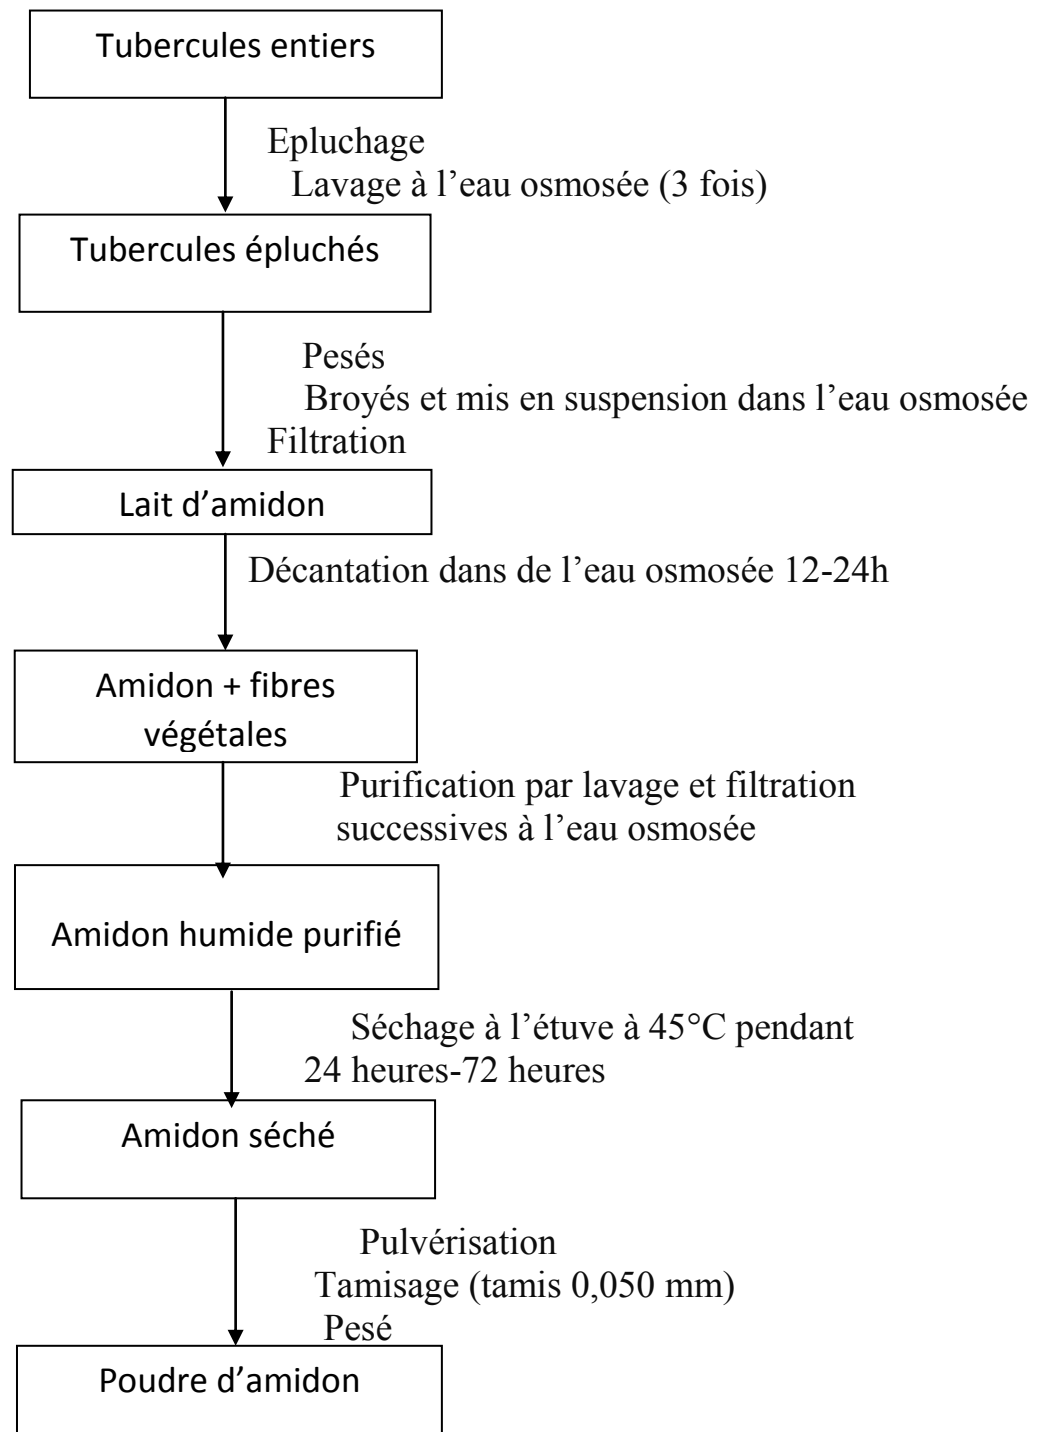 Tubercules entiers
Epluchage
Lavage à l’eau osmosée (3 fois)
Tubercules épluchés
Pesés
Broyés et mis en suspension dans l’eau osmosée
Filtration
Lait d’amidon
Décantation dans de l’eau osmosée 12-24h
Amidon + fibres
végétales
Purification par lavage et filtration
successives à l’eau osmosée
Amidon humide purifié
Séchage à l’étuve à 45°C pendant
24 heures-72 heures
Amidon séché
Pulvérisation
Tamisage (tamis 0,050 mm)
Pesé
Poudre d’amidon